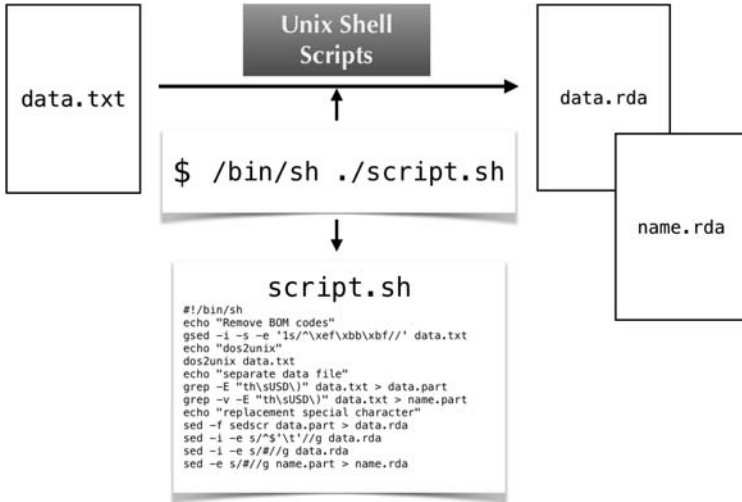 Unix Shell
Scripts
data.txt
data.rda
$ /bin/sh ./script.sh
name.rda
script.sh
#!/bin/sh
echo "Remove BOM codes"
gsed -i -s -e '1s/^\xef\xbb\xbf//' data.txt
echo "dos2unix"
dos2unix data.txt
echo "separate data file"
grep -E "th\sUSD\)" data.txt > data.part
grep -v -E "th\sUSD\)" data.txt > name.part
echo "replacement special character"
sed -f sedscr data.part > data.rda
sed -i -e s/^$'\t'//g data.rda
sed -i -e s/#//g data.rda
sed -e s/#//g name.part > name.rda